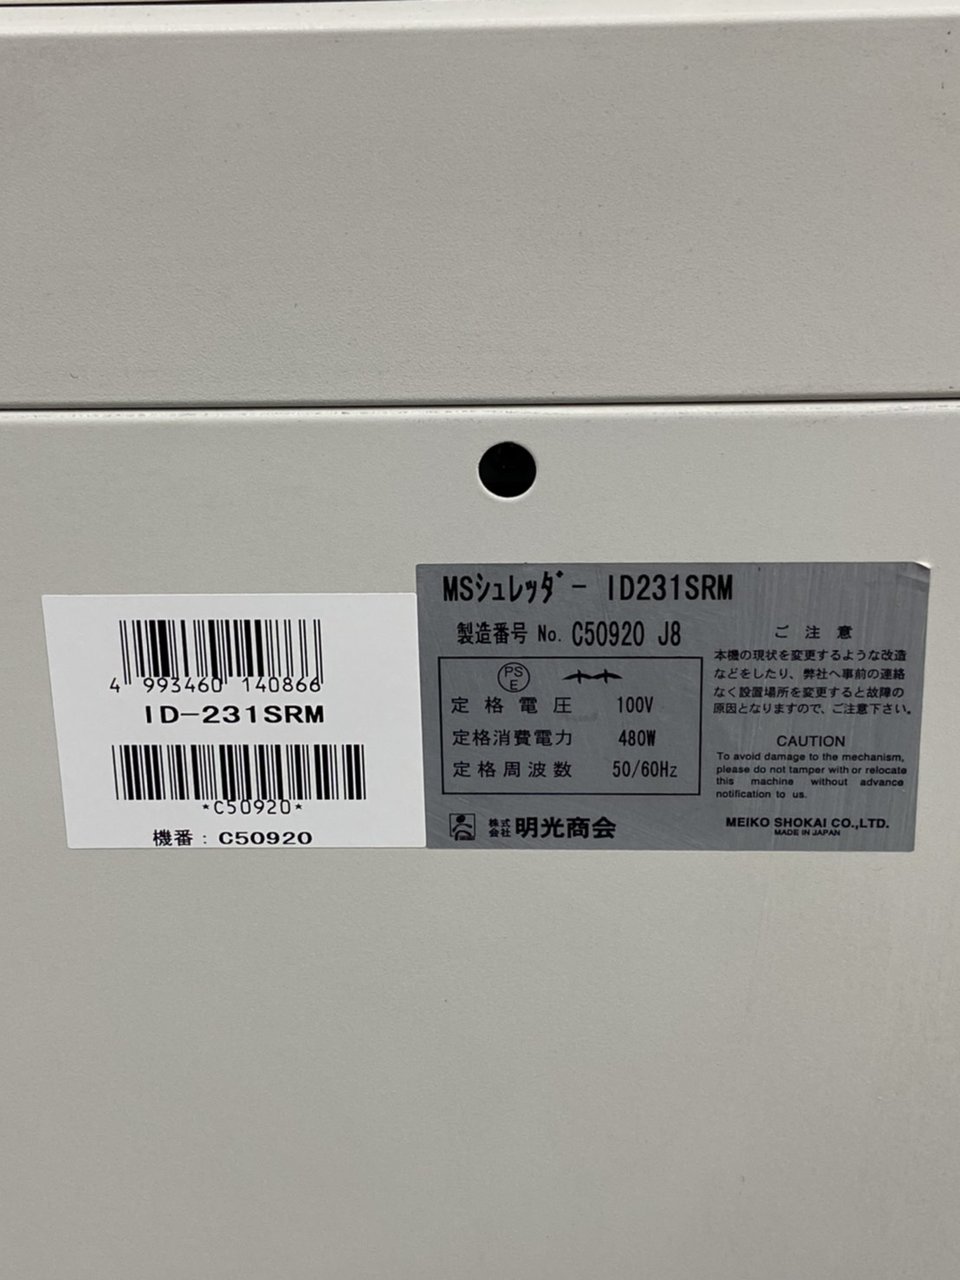 4 993460 140866
ID-231SRM
*C50920*
機番：C50920
MSｼｭﾚｯﾀﾞｰ ID231SRM
製造番号 No. C50920 J8
PS
E
定格電圧 100V
定格消費電力 480W
定格周波数 50/60Hz
株式
会社 明光商会
ご注意
本機の現状を変更するような改造
などをしたり、弊社へ事前の連絡
なく設置場所を変更すると故障の
原因となりますので、ご注意下さい。
CAUTION
To avoid damage to the mechanism,
please do not tamper with or relocate
this machine without advance
notification to us.
MEIKO SHOKAI CO.,LTD.
MADE IN JAPAN